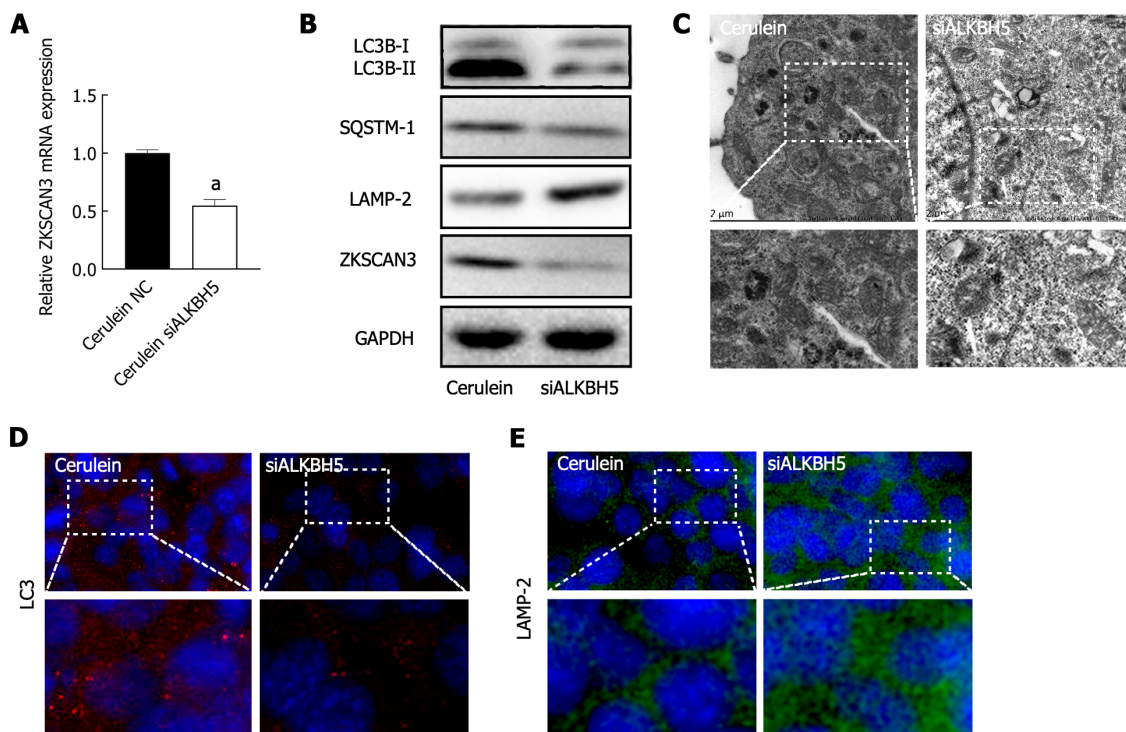 A
Relative ZKSCAN3 mRNA expression
1.5
1.0
0.5
0.0
a
Cerulein NC
Cerulein siALKBH5
B
LC3B-I
LC3B-II
SQSTM-1
LAMP-2
ZKSCAN3
GAPDH
Cerulein siALKBH5
C
Cerulein
siALKBH5
2 μm
D
LC3
Cerulein
siALKBH5
E
LAMP-2
Cerulein
siALKBH5